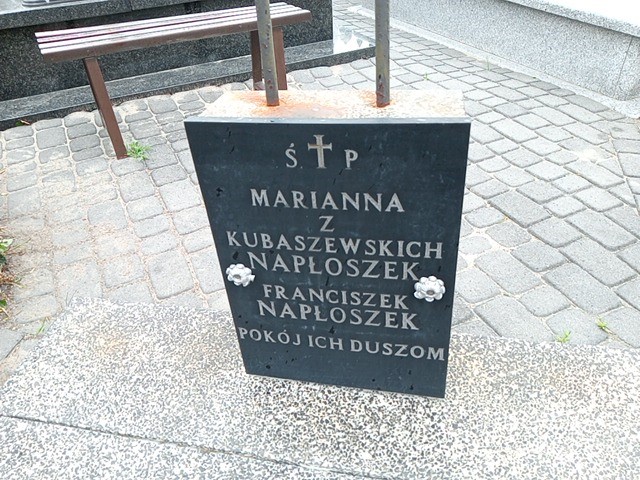 Ś P
MARIANNA
Z
KUBASZEWSKICH
NAPŁOSZEK
FRANCISZEK
NAPŁOSZEK
POKÓJ ICH DUSZOM